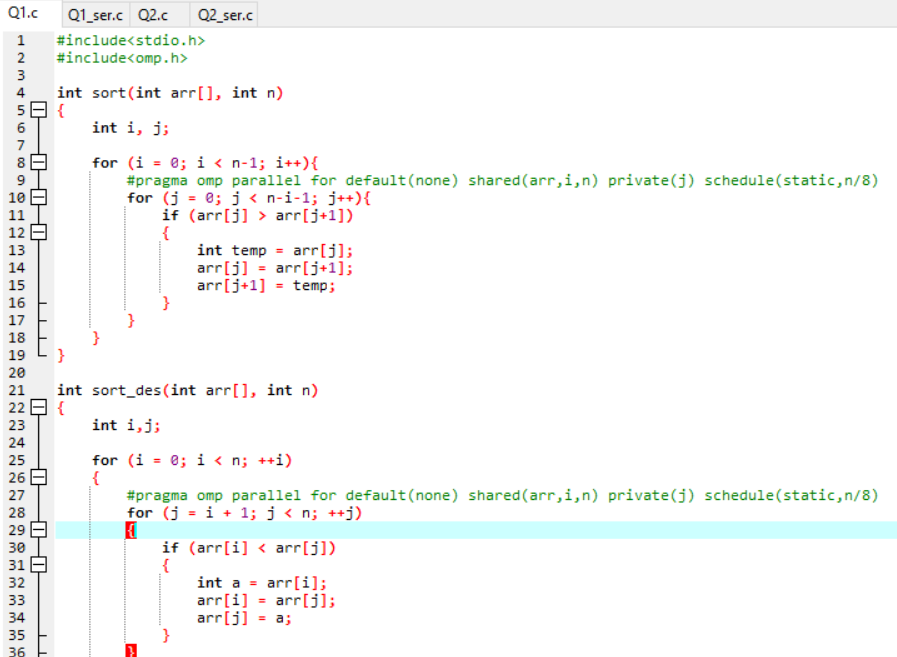 Q1.c Q1_ser.c Q2.c Q2_ser.c
1 #include<stdio.h>
2 #include<omp.h>
3
4 int sort(int arr[], int n)
5 {
6 int i, j;
7
8 for (i = 0; i < n-1; i++){
9 #pragma omp parallel for default(none) shared(arr,i,n) private(j) schedule(static,n/8)
10 for (j = 0; j < n-i-1; j++){
11 if (arr[j] > arr[j+1])
12 {
13 int temp = arr[j];
14 arr[j] = arr[j+1];
15 arr[j+1] = temp;
16 }
17 }
18 }
19 }
20
21 int sort_des(int arr[], int n)
22 {
23 int i,j;
24
25 for (i = 0; i < n; ++i)
26 {
27 #pragma omp parallel for default(none) shared(arr,i,n) private(j) schedule(static,n/8)
28 for (j = i + 1; j < n; ++j)
29 {
30 if (arr[i] < arr[j])
31 {
32 int a = arr[i];
33 arr[i] = arr[j];
34 arr[j] = a;
35 }
36 }